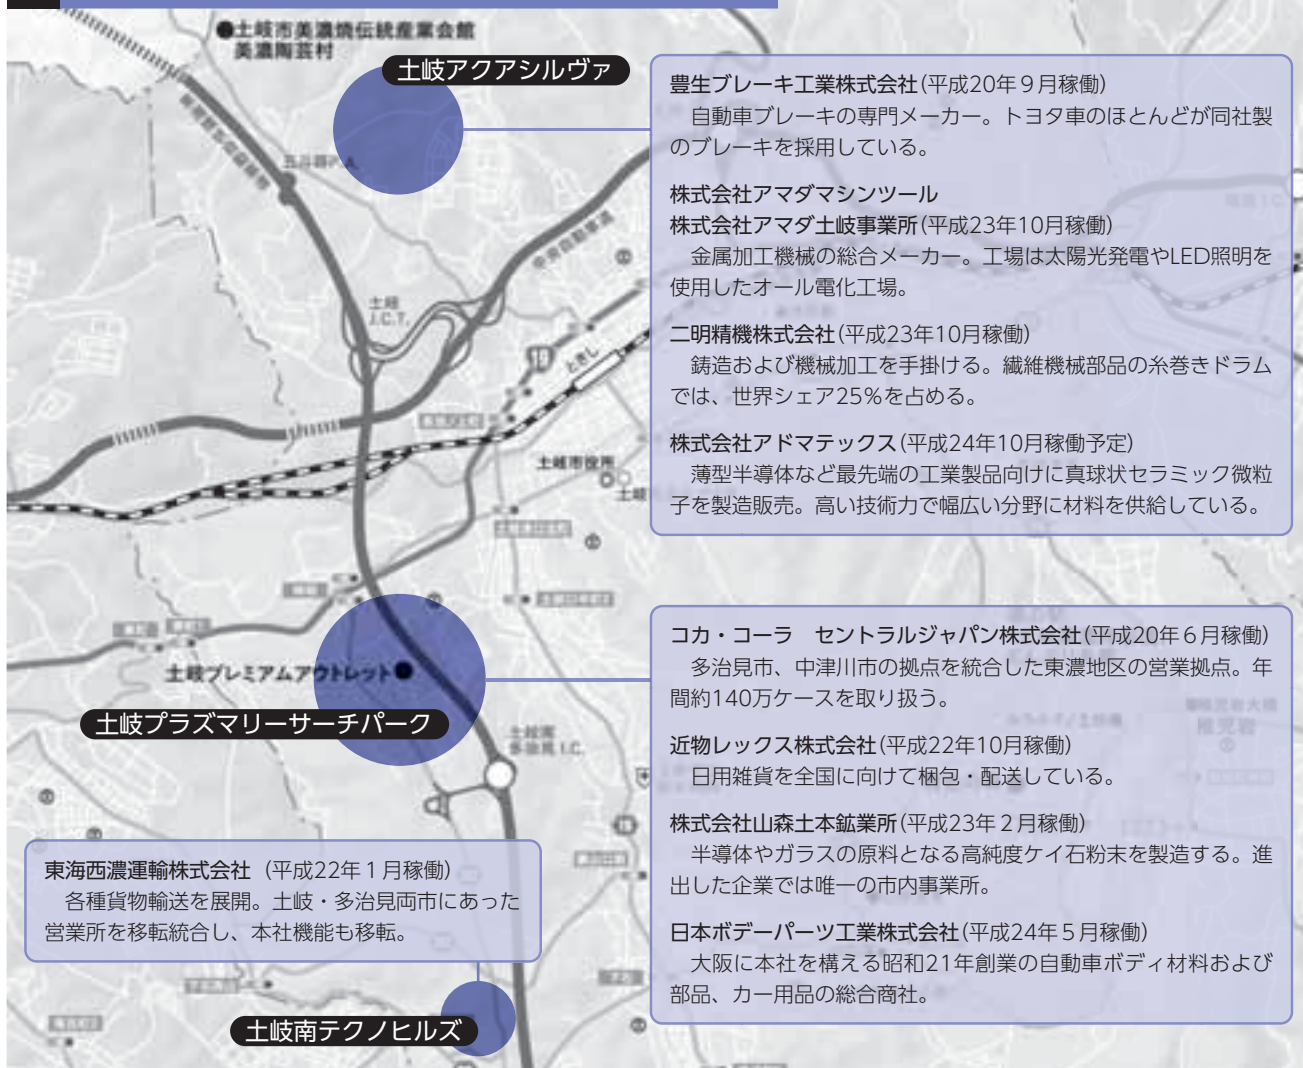 ●土岐市美濃焼伝統産業会館
美濃陶芸村
土岐アクアシルヴァ
五斗蒔P.A.
中央自動車道
土岐
J.C.T.
ときし
土岐市役所
土岐プレミアムアウトレット●
土岐プラズマリーサーチパーク
土岐南
多治見I.C.
豊生ブレーキ工業株式会社(平成20年9月稼働)
自動車ブレーキの専門メーカー。トヨタ車のほとんどが同社製
のブレーキを採用している。
株式会社アマダマシンツール
株式会社アマダ土岐事業所(平成23年10月稼働)
金属加工機械の総合メーカー。工場は太陽光発電やLED照明を
使用したオール電化工場。
二明精機株式会社(平成23年10月稼働)
鋳造および機械加工を手掛ける。繊維機械部品の糸巻きドラム
では、世界シェア25%を占める。
株式会社アドマテックス(平成24年10月稼働予定)
薄型半導体など最先端の工業製品向けに真球状セラミック微粒
子を製造販売。高い技術力で幅広い分野に材料を供給している。
コカ・コーラ　セントラルジャパン株式会社(平成20年6月稼働)
多治見市、中津川市の拠点を統合した東濃地区の営業拠点。年
間約140万ケースを取り扱う。
近物レックス株式会社(平成22年10月稼働)
日用雑貨を全国に向けて梱包・配送している。
株式会社山森土本鉱業所(平成23年2月稼働)
半導体やガラスの原料となる高純度ケイ石粉末を製造する。進
出した企業では唯一の市内事業所。
日本ボデーパーツ工業株式会社(平成24年5月稼働)
大阪に本社を構える昭和21年創業の自動車ボディ材料および
部品、カー用品の総合商社。
東海西濃運輸株式会社 (平成22年1月稼働)
各種貨物輸送を展開。土岐・多治見両市にあった
営業所を移転統合し、本社機能も移転。
土岐南テクノヒルズ